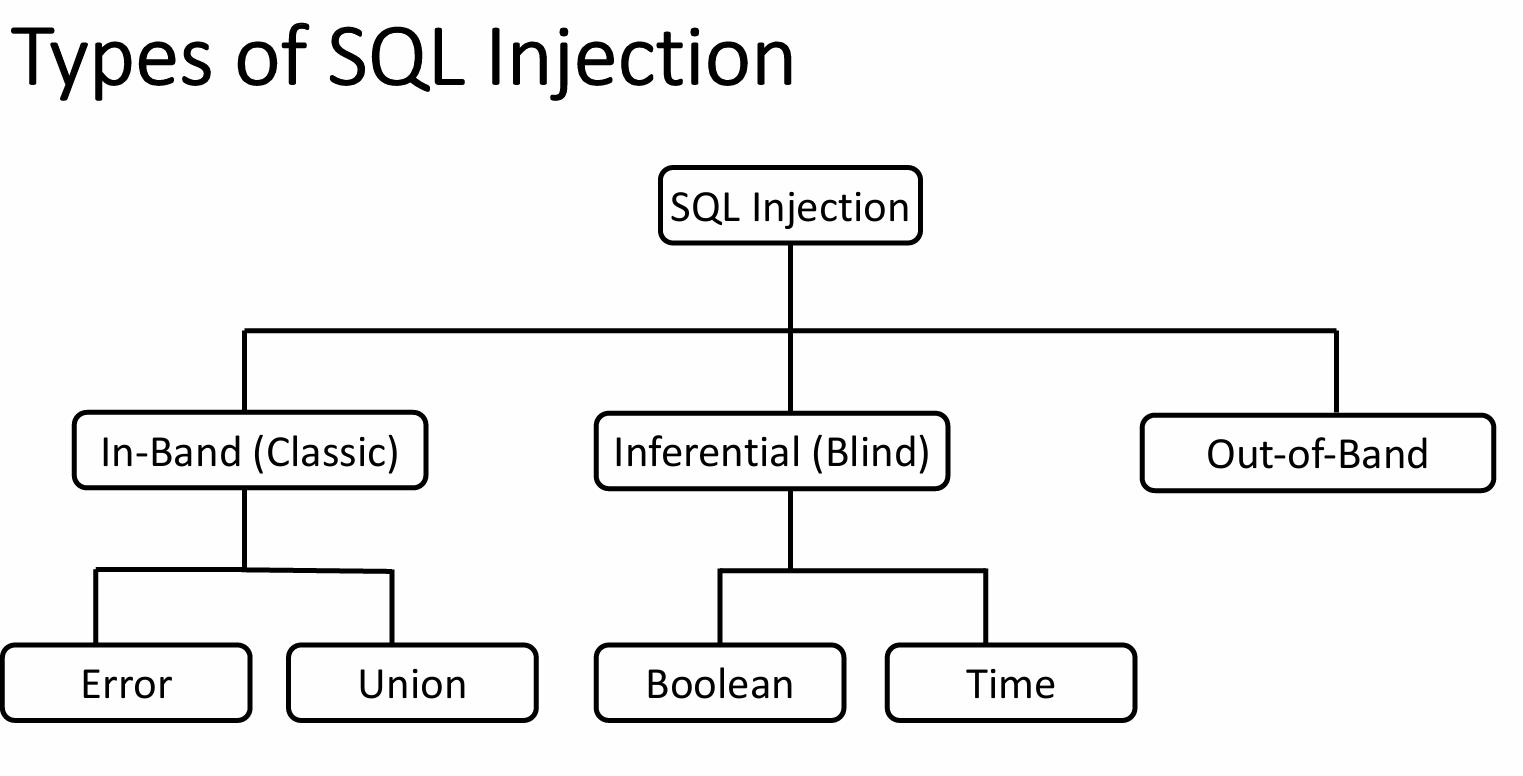 Types of SQL Injection
SQL Injection
In-Band (Classic)
Inferential (Blind)
Out-of-Band
Error
Union
Boolean
Time